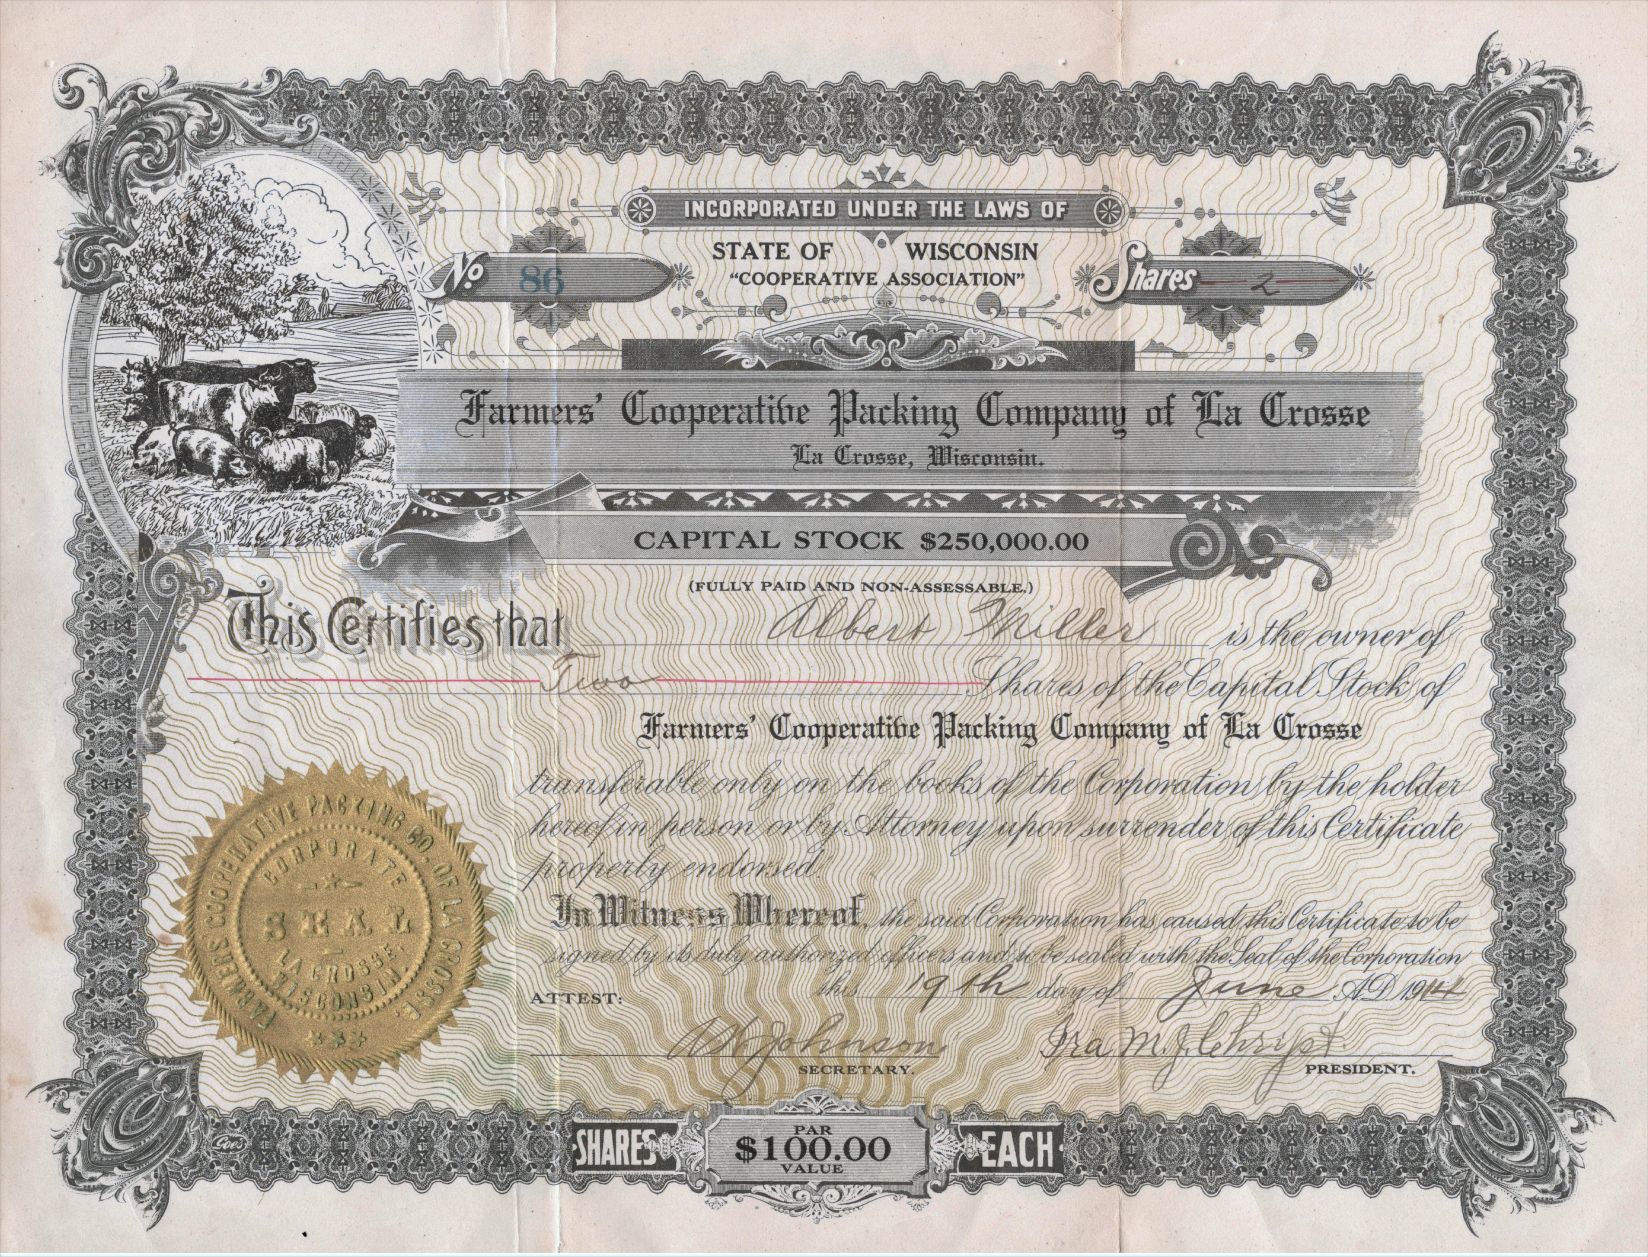 INCORPORATED UNDER THE LAWS OF
STATE OF WISCONSIN
"COOPERATIVE ASSOCIATION"
No 86
Shares 2
Farmers' Cooperative Packing Company of La Crosse
La Crosse, Wisconsin.
CAPITAL STOCK $250,000.00
(FULLY PAID AND NON-ASSESSABLE.)
This Certifies that Albert Miller is the owner of
Two Shares of the Capital Stock of
Farmers' Cooperative Packing Company of La Crosse
transferable only on the books of the Corporation by the holder
hereof in person or by Attorney upon surrender of this Certificate
properly endorsed.
In Witness Whereof, the said Corporation has caused this Certificate to be
signed by its duly authorized officers and to be sealed with the Seal of the Corporation
this 19th day of June A.D. 1914
ATTEST:
Johnson
SECRETARY.
Ira M. J. Chryst
PRESIDENT.
FARMERS COOPERATIVE PACKING CO. OF LA CROSSE.
CORPORATE
SEAL
LA CROSSE,
WISCONSIN.
Goes
SHARES
PAR
$100.00
VALUE
EACH